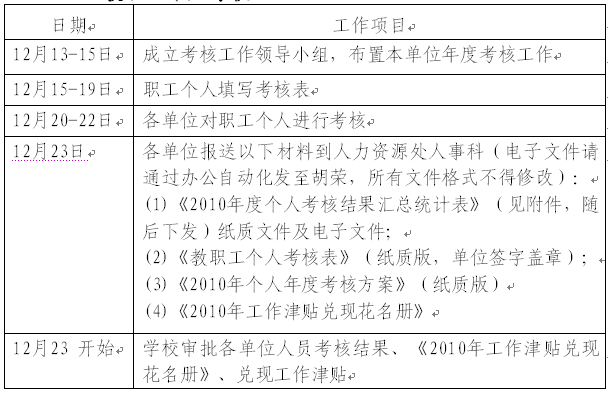 日期 工作项目
12月13-15日 成立考核工作领导小组，布置本单位年度考核工作
12月15-19日 职工个人填写考核表
12月20-22日 各单位对职工个人进行考核
12月23日 各单位报送以下材料到人力资源处人事科（电子文件请
通过办公自动化发至胡荣，所有文件格式不得修改）：
(1)《2010年度个人考核结果汇总统计表》（见附件，随
后下发）纸质文件及电子文件；
(2)《教职工个人考核表》（纸质版，单位签字盖章）；
(3)《2010年个人年度考核方案》（纸质版）
(4)《2010年工作津贴兑现花名册》
12月23 开始 学校审批各单位人员考核结果、《2010年工作津贴兑现
花名册》、兑现工作津贴